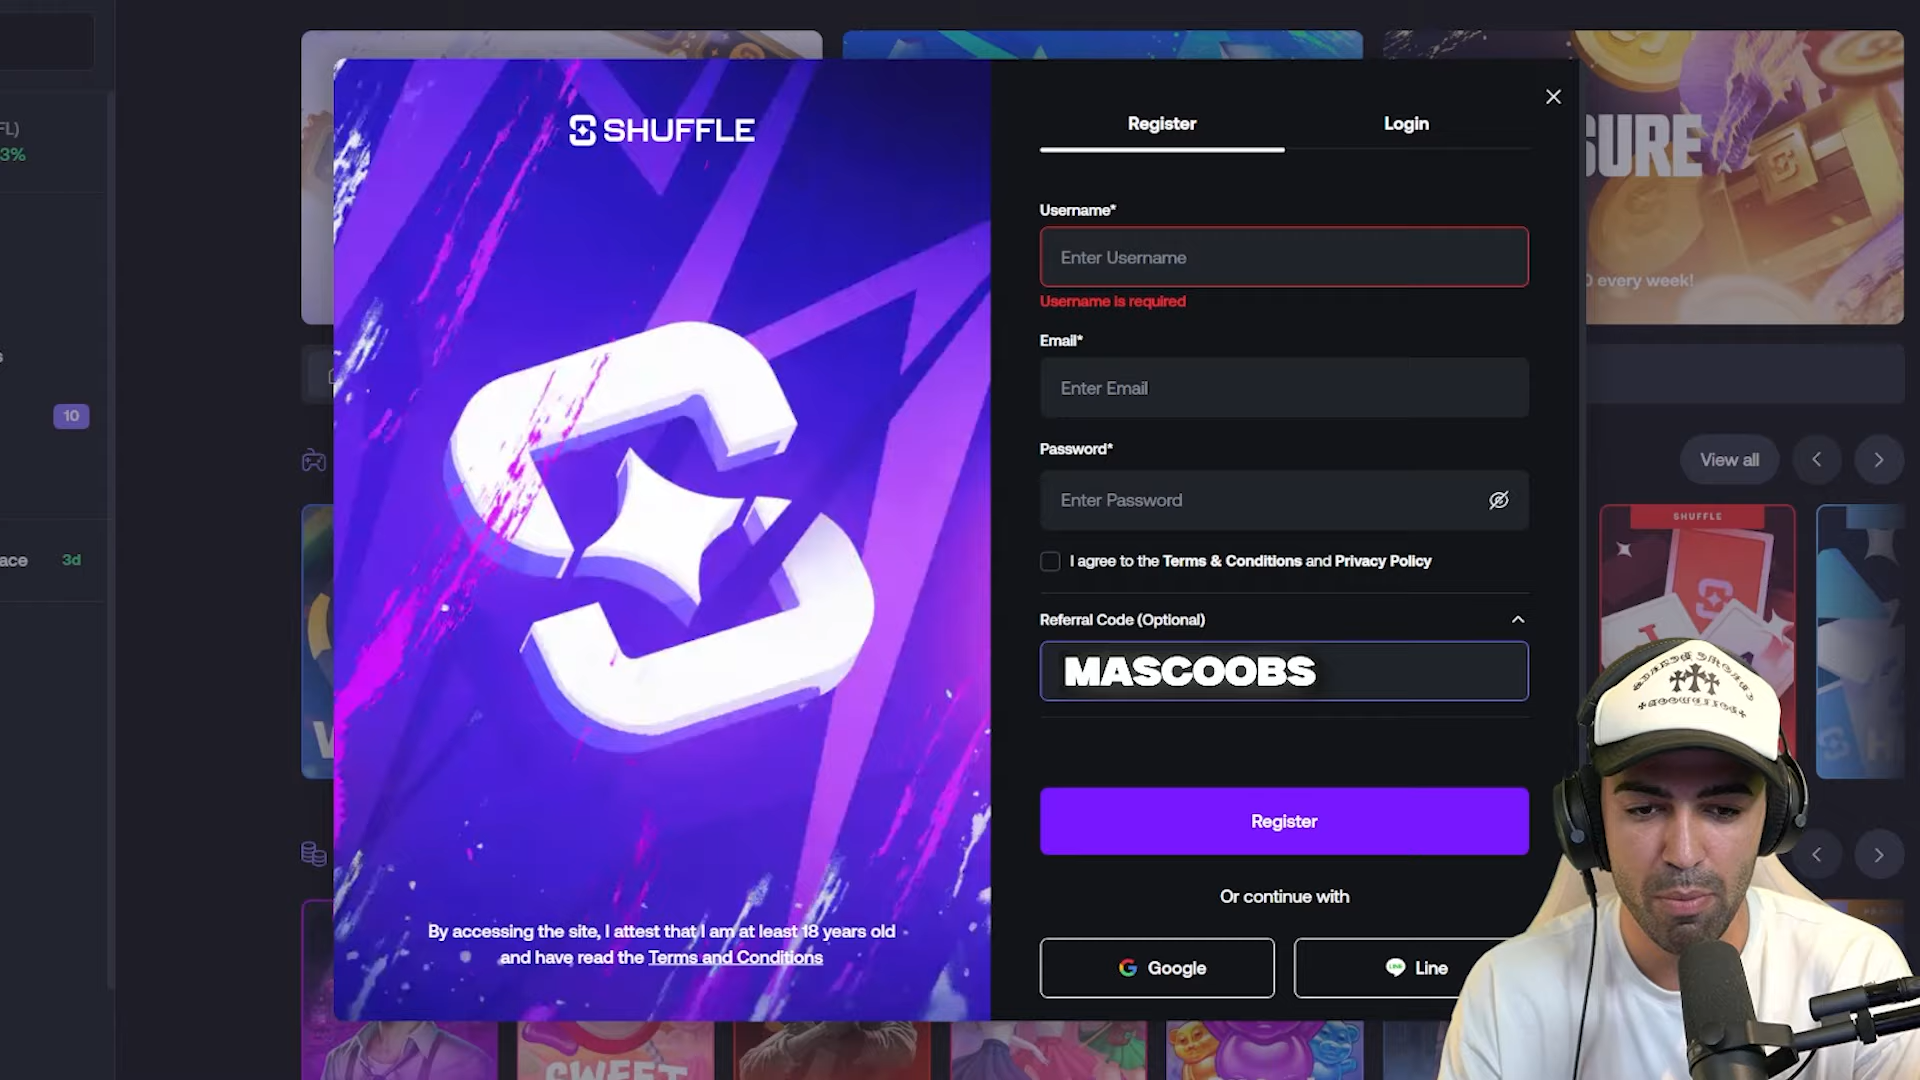 FL)
3%
10
ace
3d
SHUFFLE
By accessing the site, I attest that I am at least 18 years old
and have read the Terms and Conditions
Register
Login
Username*
Enter Username
Username is required
Email*
Enter Email
Password*
Enter Password
I agree to the Terms & Conditions and Privacy Policy
Referral Code (Optional)
MASCOOBS
Register
Or continue with
Google
LINE
Line
SURE
every week!
View all
SHUFFLE
SWEET